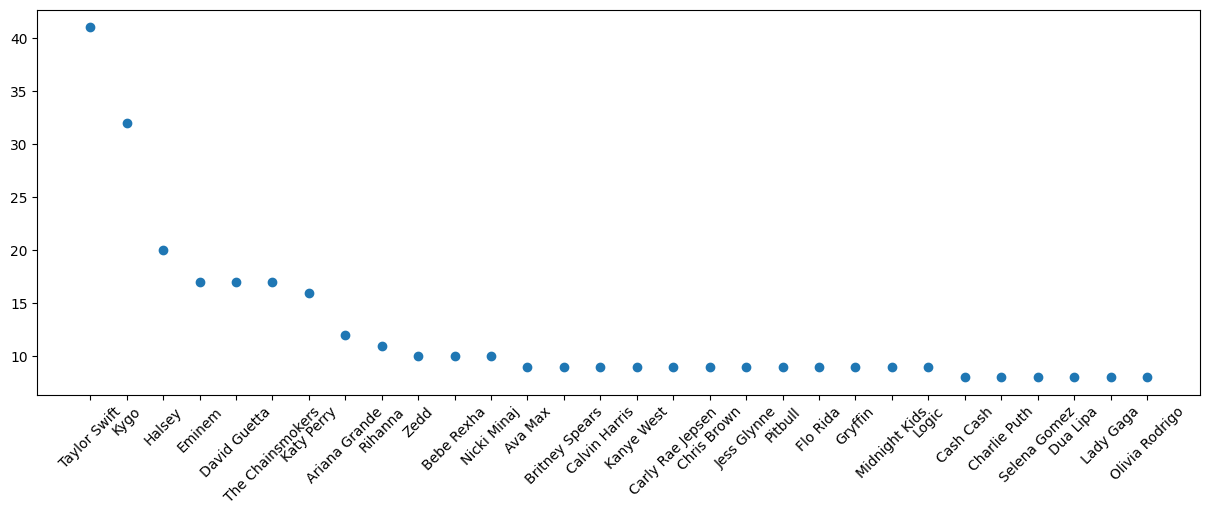 40
35
30
25
20
15
10
Taylor Swift
Kygo
Halsey
Eminem
David Guetta
The Chainsmokers
Katy Perry
Ariana Grande
Rihanna
Zedd
Bebe Rexha
Nicki Minaj
Ava Max
Britney Spears
Calvin Harris
Kanye West
Carly Rae Jepsen
Chris Brown
Jess Glynne
Pitbull
Flo Rida
Gryffin
Midnight Kids
Logic
Cash Cash
Charlie Puth
Selena Gomez
Dua Lipa
Lady Gaga
Olivia Rodrigo